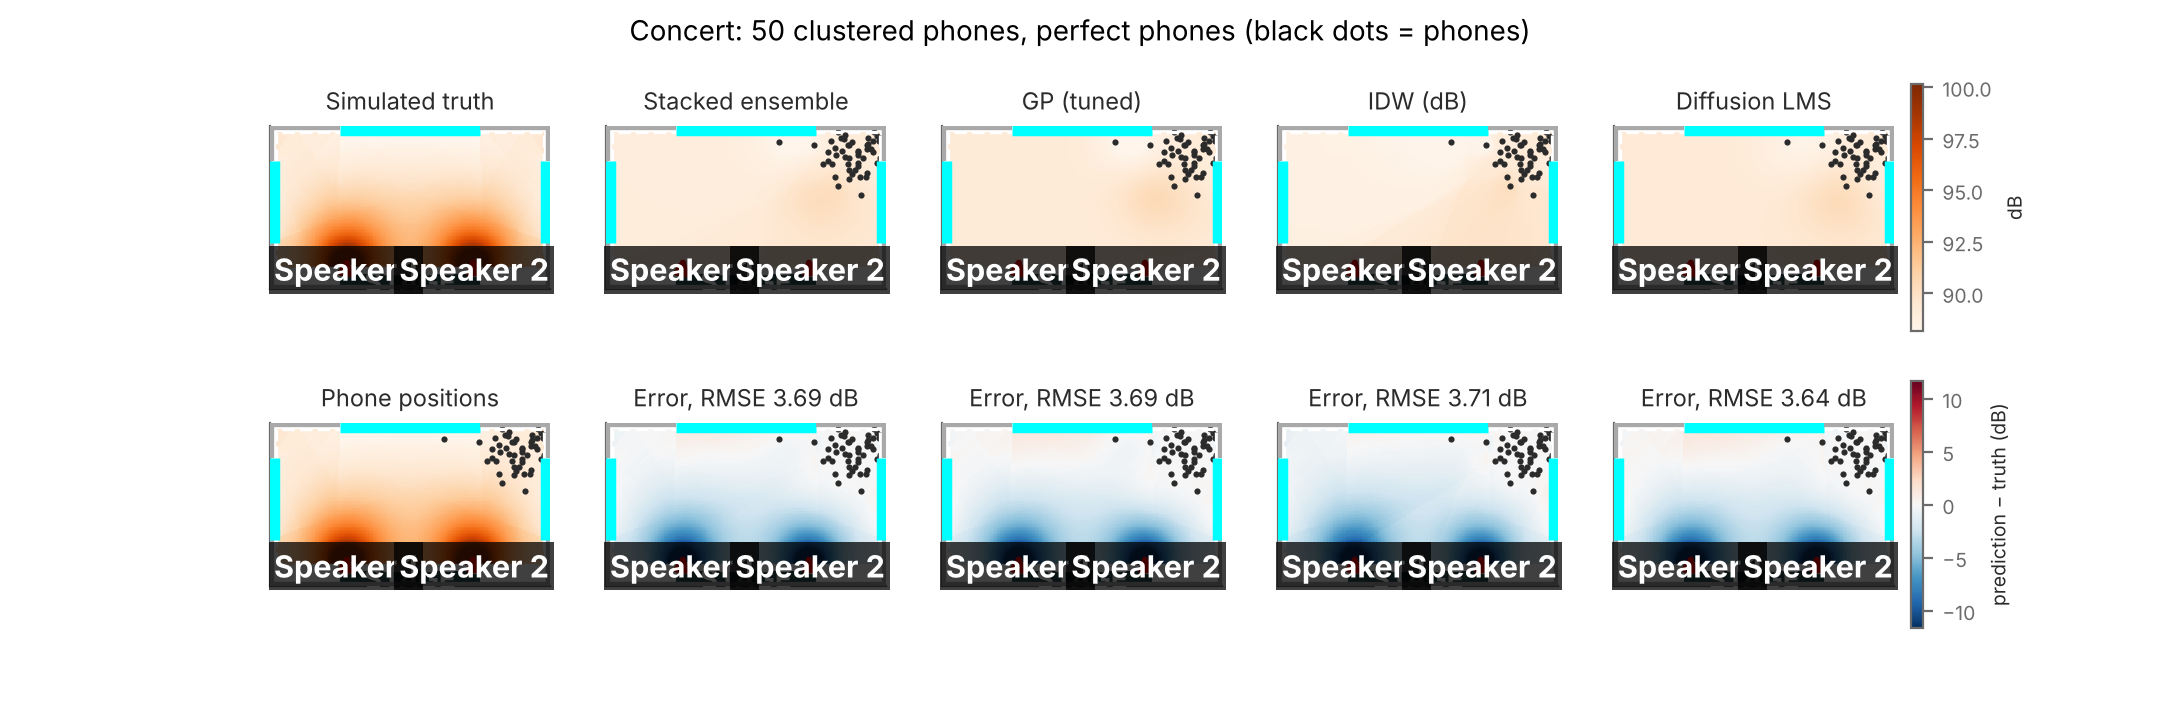 Concert: 50 clustered phones, perfect phones (black dots = phones)
Simulated truth
Stacked ensemble
GP (tuned)
IDW (dB)
Diffusion LMS
Speaker Speaker 2
Speaker Speaker 2
Speaker Speaker 2
Speaker Speaker 2
Speaker Speaker 2
100.0
97.5
95.0
92.5
90.0
dB
Phone positions
Error, RMSE 3.69 dB
Error, RMSE 3.69 dB
Error, RMSE 3.71 dB
Error, RMSE 3.64 dB
Speaker Speaker 2
Speaker Speaker 2
Speaker Speaker 2
Speaker Speaker 2
Speaker Speaker 2
10
5
0
−5
−10
prediction − truth (dB)